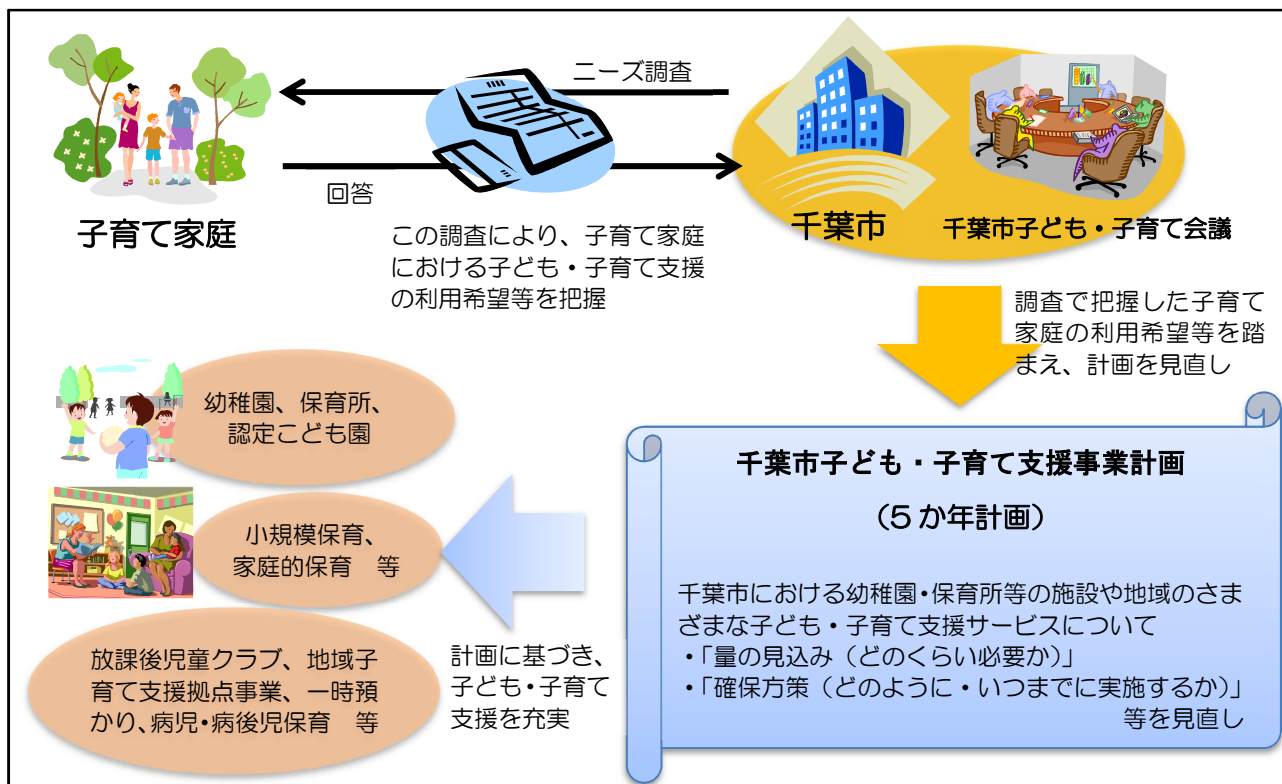 ニーズ調査
回答
子育て家庭
この調査により、子育て家庭
における子ども・子育て支援
の利用希望等を把握
千葉市
千葉市子ども・子育て会議
調査で把握した子育て
家庭の利用希望等を踏
まえ、計画を見直し
千葉市子ども・子育て支援事業計画
（５か年計画）
千葉市における幼稚園・保育所等の施設や地域のさま
ざまな子ども・子育て支援サービスについて
・「量の見込み（どのくらい必要か）」
・「確保方策（どのように・いつまでに実施するか）」
等を見直し
計画に基づき、
子ども・子育て
支援を充実
幼稚園、保育所、
認定こども園
小規模保育、
家庭的保育　等
放課後児童クラブ、地域子
育て支援拠点事業、一時預
かり、病児・病後児保育　等